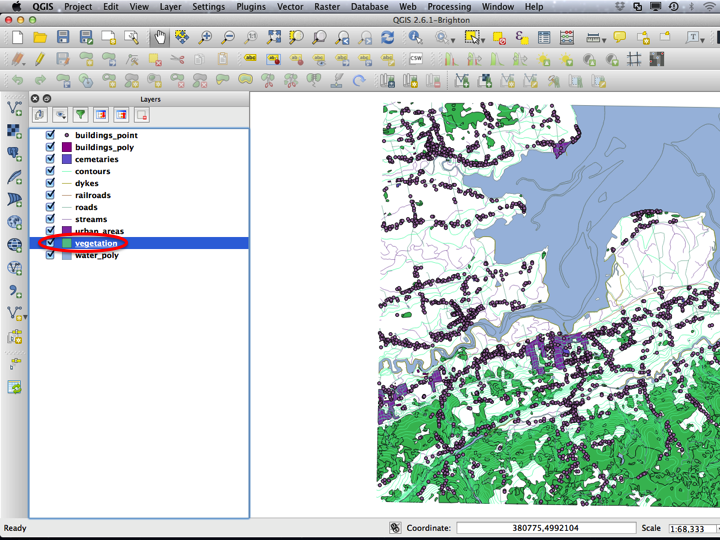 QGIS Project Edit View Layer Settings Plugins Vector Raster Database Web Processing Window Help
QGIS 2.6.1-Brighton
CSW
Layers
buildings_point
buildings_poly
cemetaries
contours
dykes
railroads
roads
streams
urban_areas
vegetation
water_poly
Ready Coordinate: 380775,4992104 Scale 1:68,333